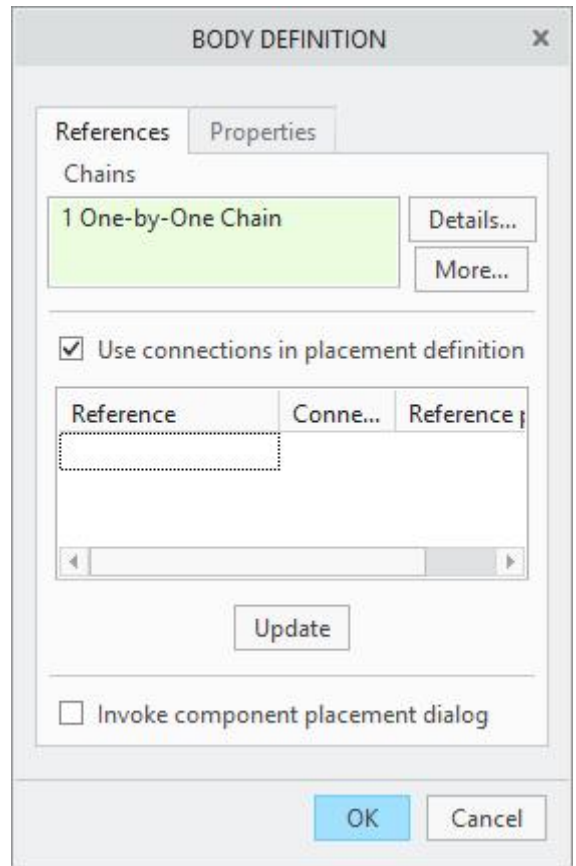 BODY DEFINITION
References Properties
Chains
1 One-by-One Chain
Details...
More...
Use connections in placement definition
Reference Conne... Reference
Update
Invoke component placement dialog
OK Cancel